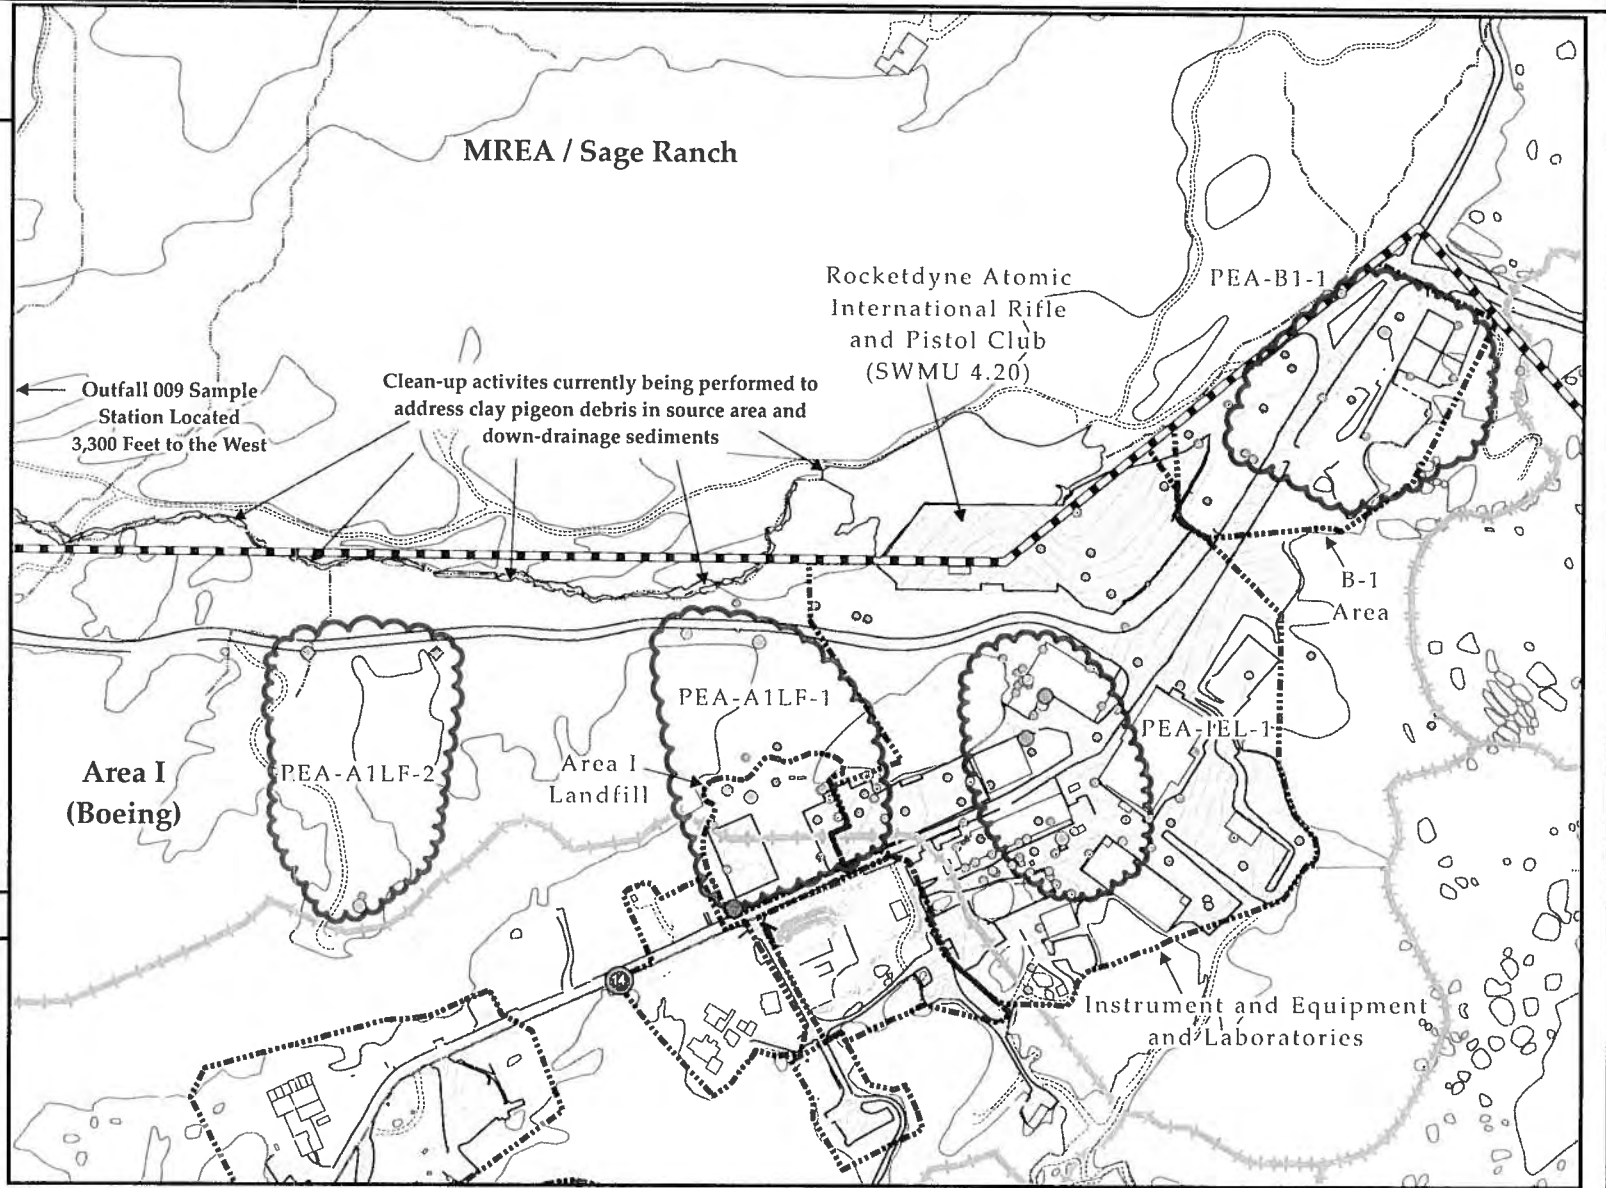 MREA / Sage Ranch
Rocketdyne Atomic
International Rifle
and Pistol Club
(SWMU 4.20)
PEA-B1-1
Outfall 009 Sample
Station Located
3,300 Feet to the West
Clean-up activites currently being performed to
address clay pigeon debris in source area and
down-drainage sediments
B-1
Area
PEA-A1LF-1
PEA-IEL-1
Area I
Landfill
Area I
(Boeing)
PEA-A1LF-2
14
Instrument and Equipment
and Laboratories